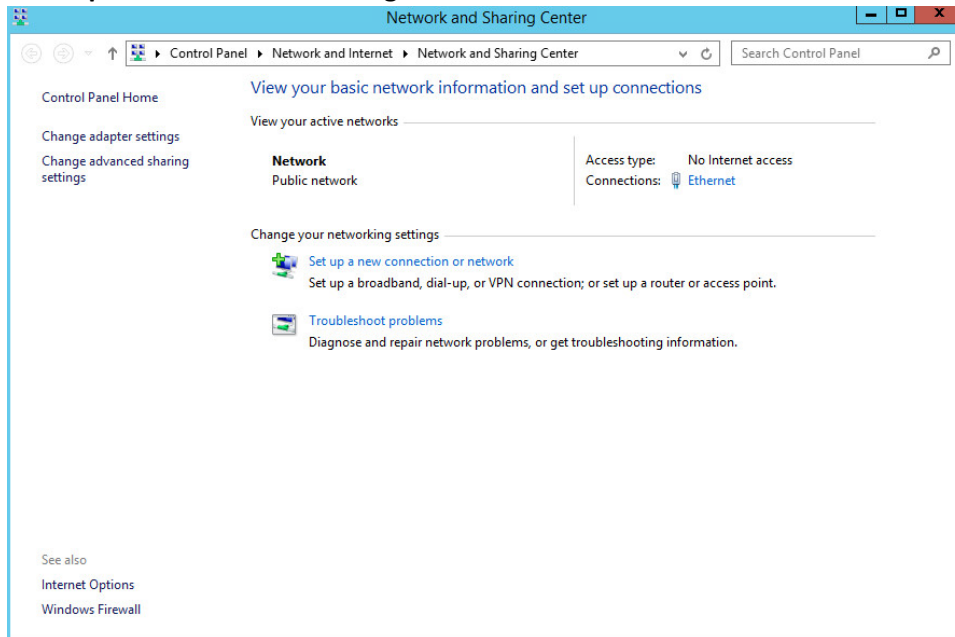 Network and Sharing Center
Control Panel Network and Internet Network and Sharing Center Search Control Panel
Control Panel Home
Change adapter settings
Change advanced sharing
settings
View your basic network information and set up connections
View your active networks
Network
Public network
Access type: No Internet access
Connections: Ethernet
Change your networking settings
Set up a new connection or network
Set up a broadband, dial-up, or VPN connection; or set up a router or access point.
Troubleshoot problems
Diagnose and repair network problems, or get troubleshooting information.
See also
Internet Options
Windows Firewall